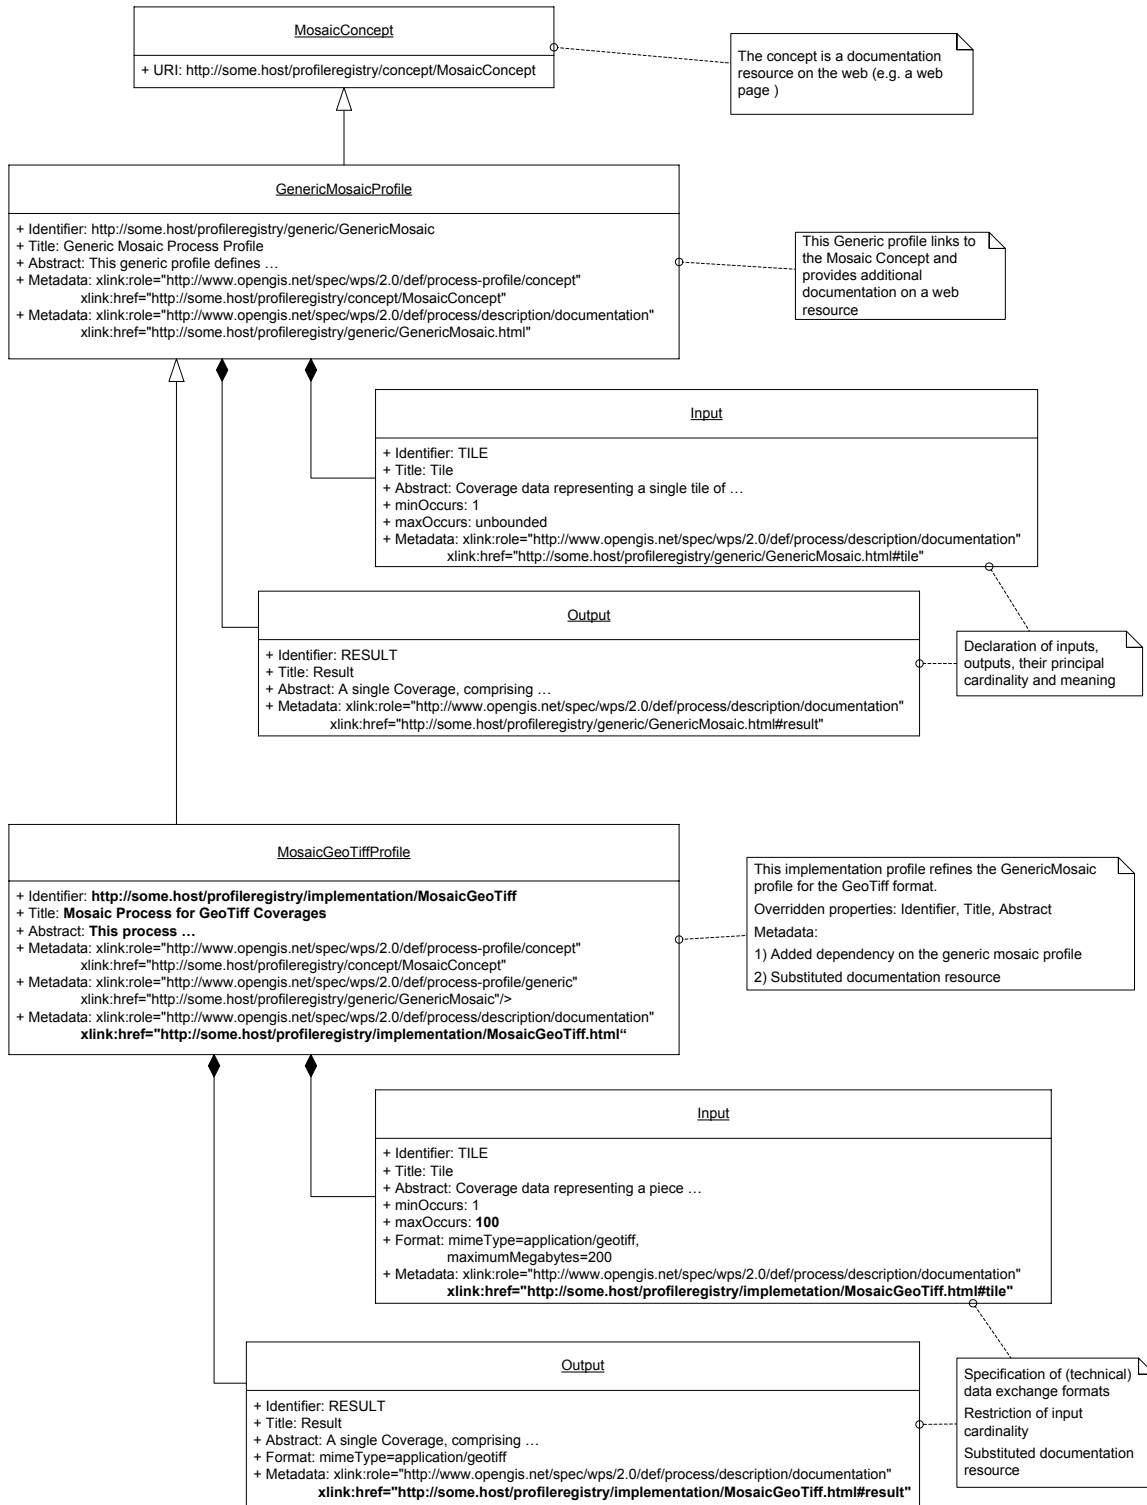 MosaicConcept
+ URI: http://some.host/profileregistry/concept/MosaicConcept
The concept is a documentation
resource on the web (e.g. a web
page )
GenericMosaicProfile
+ Identifier: http://some.host/profileregistry/generic/GenericMosaic
+ Title: Generic Mosaic Process Profile
+ Abstract: This generic profile defines …
+ Metadata: xlink:role="http://www.opengis.net/spec/wps/2.0/def/process-profile/concept"
xlink:href="http://some.host/profileregistry/concept/MosaicConcept"
+ Metadata: xlink:role="http://www.opengis.net/spec/wps/2.0/def/process/description/documentation"
xlink:href="http://some.host/profileregistry/generic/GenericMosaic.html"
This Generic profile links to
the Mosaic Concept and
provides additional
documentation on a web
resource
Input
+ Identifier: TILE
+ Title: Tile
+ Abstract: Coverage data representing a single tile of …
+ minOccurs: 1
+ maxOccurs: unbounded
+ Metadata: xlink:role="http://www.opengis.net/spec/wps/2.0/def/process/description/documentation"
xlink:href="http://some.host/profileregistry/generic/GenericMosaic.html#tile"
Output
+ Identifier: RESULT
+ Title: Result
+ Abstract: A single Coverage, comprising …
+ Metadata: xlink:role="http://www.opengis.net/spec/wps/2.0/def/process/description/documentation"
xlink:href="http://some.host/profileregistry/generic/GenericMosaic.html#result"
Declaration of inputs,
outputs, their principal
cardinality and meaning
MosaicGeoTiffProfile
+ Identifier: http://some.host/profileregistry/implementation/MosaicGeoTiff
+ Title: Mosaic Process for GeoTiff Coverages
+ Abstract: This process …
+ Metadata: xlink:role="http://www.opengis.net/spec/wps/2.0/def/process-profile/concept"
xlink:href="http://some.host/profileregistry/concept/MosaicConcept"
+ Metadata: xlink:role="http://www.opengis.net/spec/wps/2.0/def/process-profile/generic"
xlink:href="http://some.host/profileregistry/generic/GenericMosaic"/>
+ Metadata: xlink:role="http://www.opengis.net/spec/wps/2.0/def/process/description/documentation"
xlink:href="http://some.host/profileregistry/implementation/MosaicGeoTiff.html“
This implementation profile refines the GenericMosaic
profile for the GeoTiff format.
Overridden properties: Identifier, Title, Abstract
Metadata:
1) Added dependency on the generic mosaic profile
2) Substituted documentation resource
Input
+ Identifier: TILE
+ Title: Tile
+ Abstract: Coverage data representing a piece …
+ minOccurs: 1
+ maxOccurs: 100
+ Format: mimeType=application/geotiff,
maximumMegabytes=200
+ Metadata: xlink:role="http://www.opengis.net/spec/wps/2.0/def/process/description/documentation"
xlink:href="http://some.host/profileregistry/implemetation/MosaicGeoTiff.html#tile"
Output
+ Identifier: RESULT
+ Title: Result
+ Abstract: A single Coverage, comprising …
+ Format: mimeType=application/geotiff
+ Metadata: xlink:role="http://www.opengis.net/spec/wps/2.0/def/process/description/documentation"
xlink:href="http://some.host/profileregistry/implementation/MosaicGeoTiff.html#result"
Specification of (technical)
data exchange formats
Restriction of input
cardinality
Substituted documentation
resource